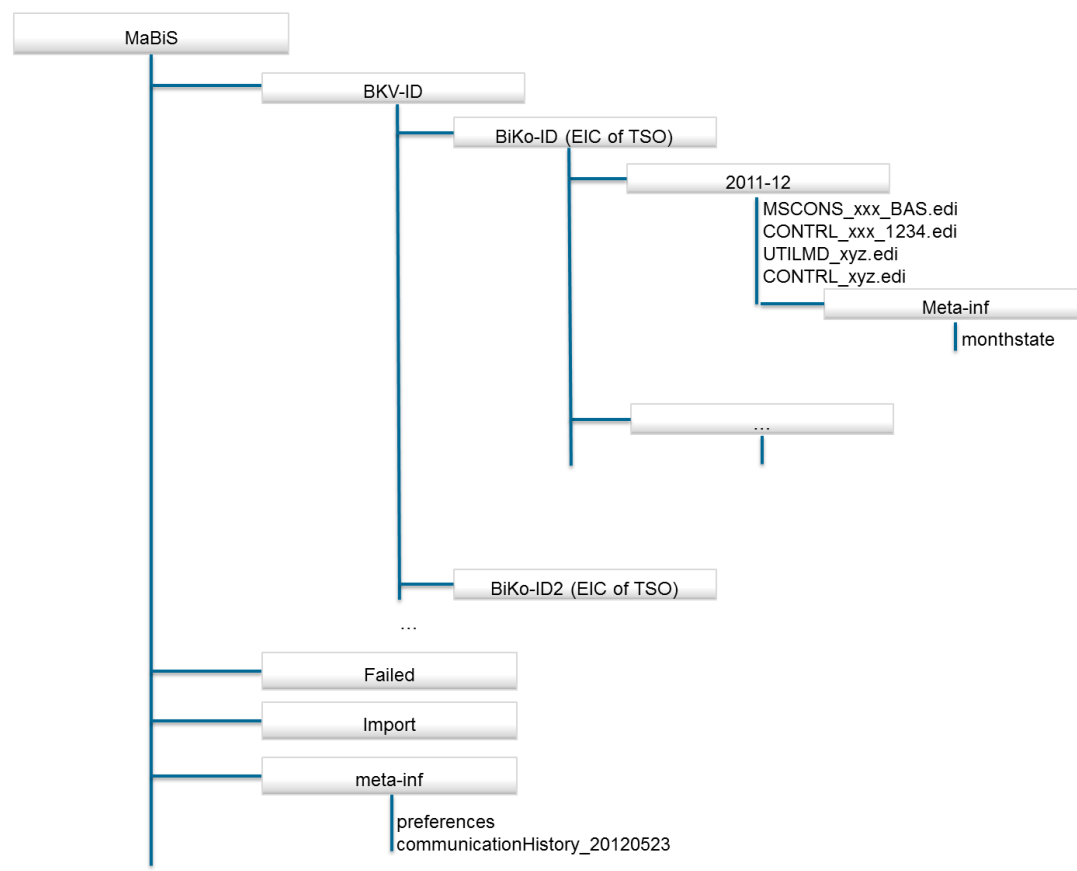 MaBiS
BKV-ID
BiKo-ID (EIC of TSO)
2011-12
MSCONS_xxx_BAS.edi
CONTRL_xxx_1234.edi
UTILMD_xyz.edi
CONTRL_xyz.edi
Meta-inf
monthstate
...
BiKo-ID2 (EIC of TSO)
...
Failed
Import
meta-inf
preferences
communicationHistory_20120523